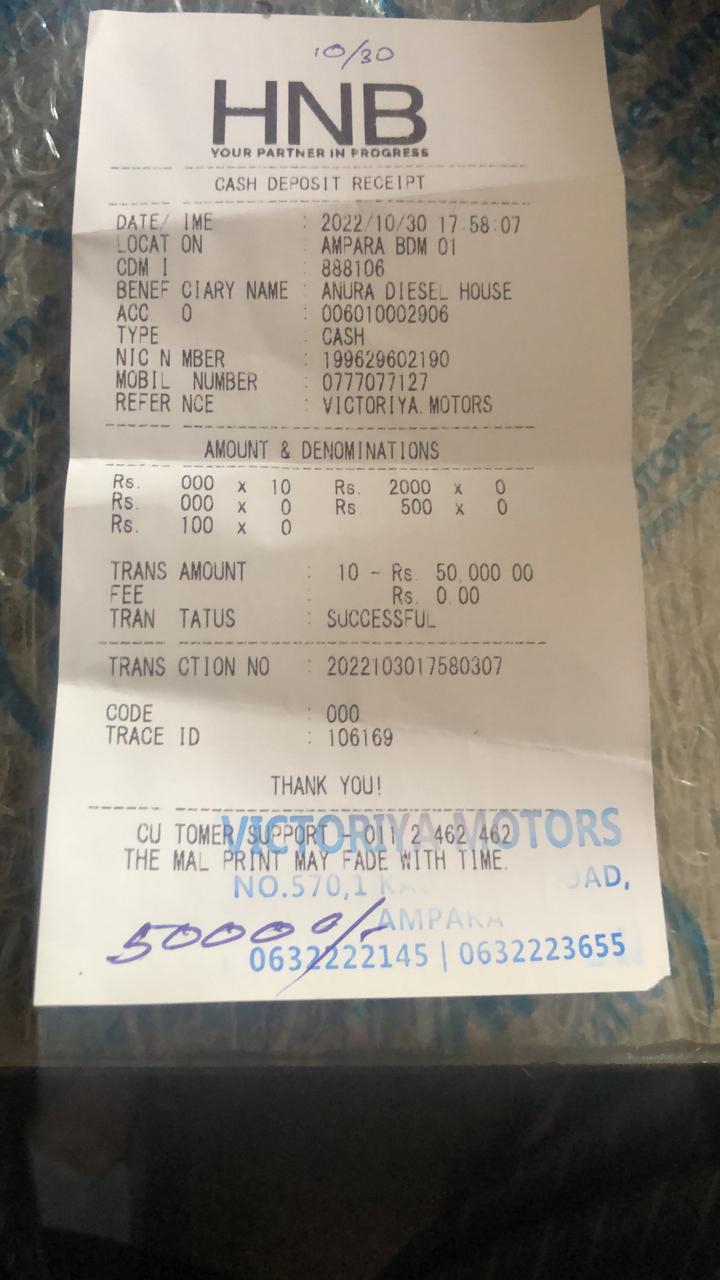 10/30
HNB
YOUR PARTNER IN PROGRESS
CASH DEPOSIT RECEIPT
DATE/ IME : 2022/10/30 17:58:07
LOCAT ON : AMPARA BDM 01
CDM I : 888106
BENEF CIARY NAME : ANURA DIESEL HOUSE
ACC O : 006010002906
TYPE : CASH
NIC N MBER : 199629602190
MOBIL NUMBER : 0777077127
REFER NCE : VICTORIYA.MOTORS
AMOUNT & DENOMINATIONS
Rs. 000 x 10 Rs. 2000 x 0
Rs. 000 x 0 Rs 500 x 0
Rs. 100 x 0
TRANS AMOUNT : 10 - Rs. 50.000 00
FEE : Rs. 0.00
TRAN TATUS : SUCCESSFUL
TRANS CTION NO : 2022103017580307
CODE : 000
TRACE ID : 106169
THANK YOU!
VICTORIYA MOTORS
CU TOMER SUPPORT - 011 2 462 462
THE MAL PRINT MAY FADE WITH TIME.
NO.570,1
AMPARA
50000/-
0632222145 | 0632223655